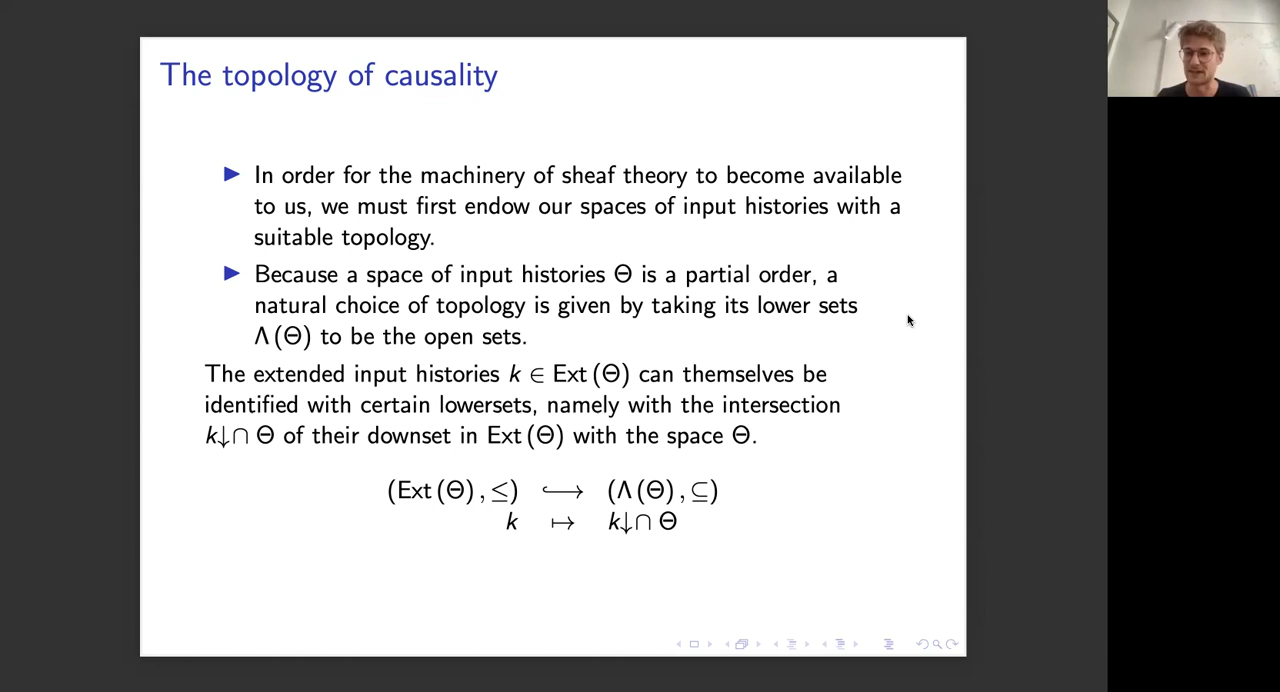 The topology of causality
▶ In order for the machinery of sheaf theory to become available
to us, we must first endow our spaces of input histories with a
suitable topology.
▶ Because a space of input histories Θ is a partial order, a
natural choice of topology is given by taking its lower sets
Λ(Θ) to be the open sets.
The extended input histories k ∈ Ext(Θ) can themselves be
identified with certain lowersets, namely with the intersection
k↓∩ Θ of their downset in Ext(Θ) with the space Θ.
(Ext(Θ), ≤) ↪ (Λ(Θ), ⊆)
k ↦ k↓∩ Θ